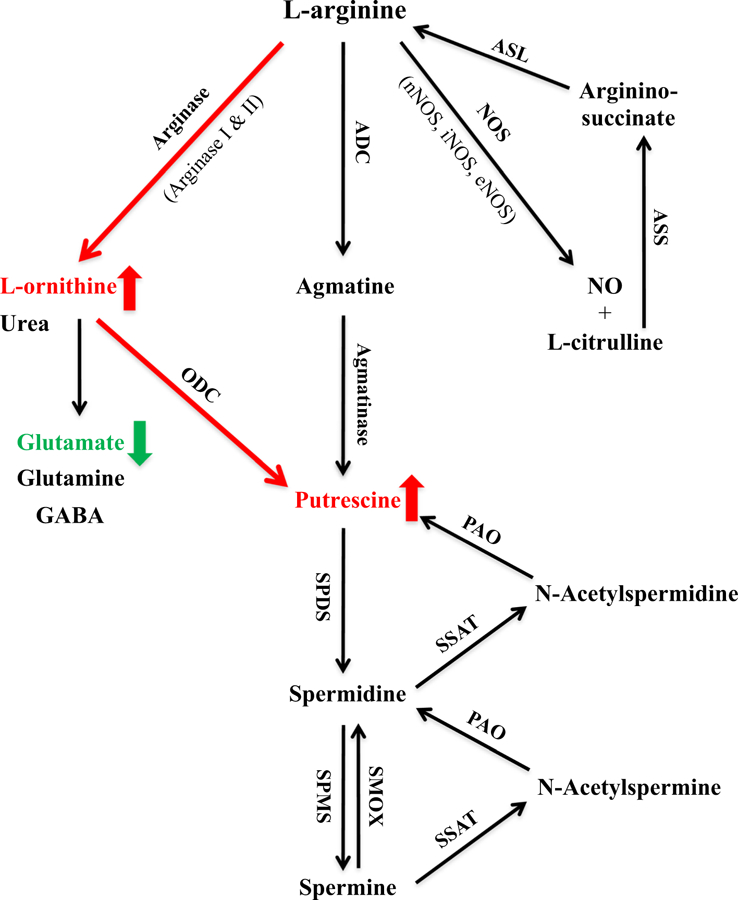 L-arginine
ASL
Arginino-
succinate
Arginase
(Arginase I & II)
ADC
NOS
(nNOS, iNOS, eNOS)
ASS
L-ornithine
Urea
Agmatine
NO
+
L-citrulline
ODC
Agmatinase
Glutamate
Glutamine
GABA
Putrescine
PAO
SPDS
N-Acetylspermidine
SSAT
Spermidine
PAO
SPMS
SMOX
N-Acetylspermine
SSAT
Spermine